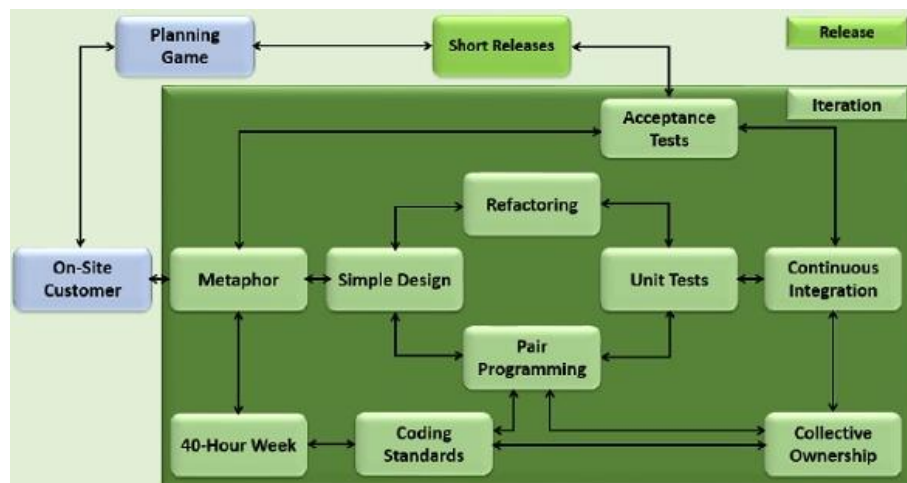 Planning
Game
Short Releases
Release
Iteration
Acceptance
Tests
Refactoring
On-Site
Customer
Metaphor
Simple Design
Unit Tests
Continuous
Integration
Pair
Programming
40-Hour Week
Coding
Standards
Collective
Ownership